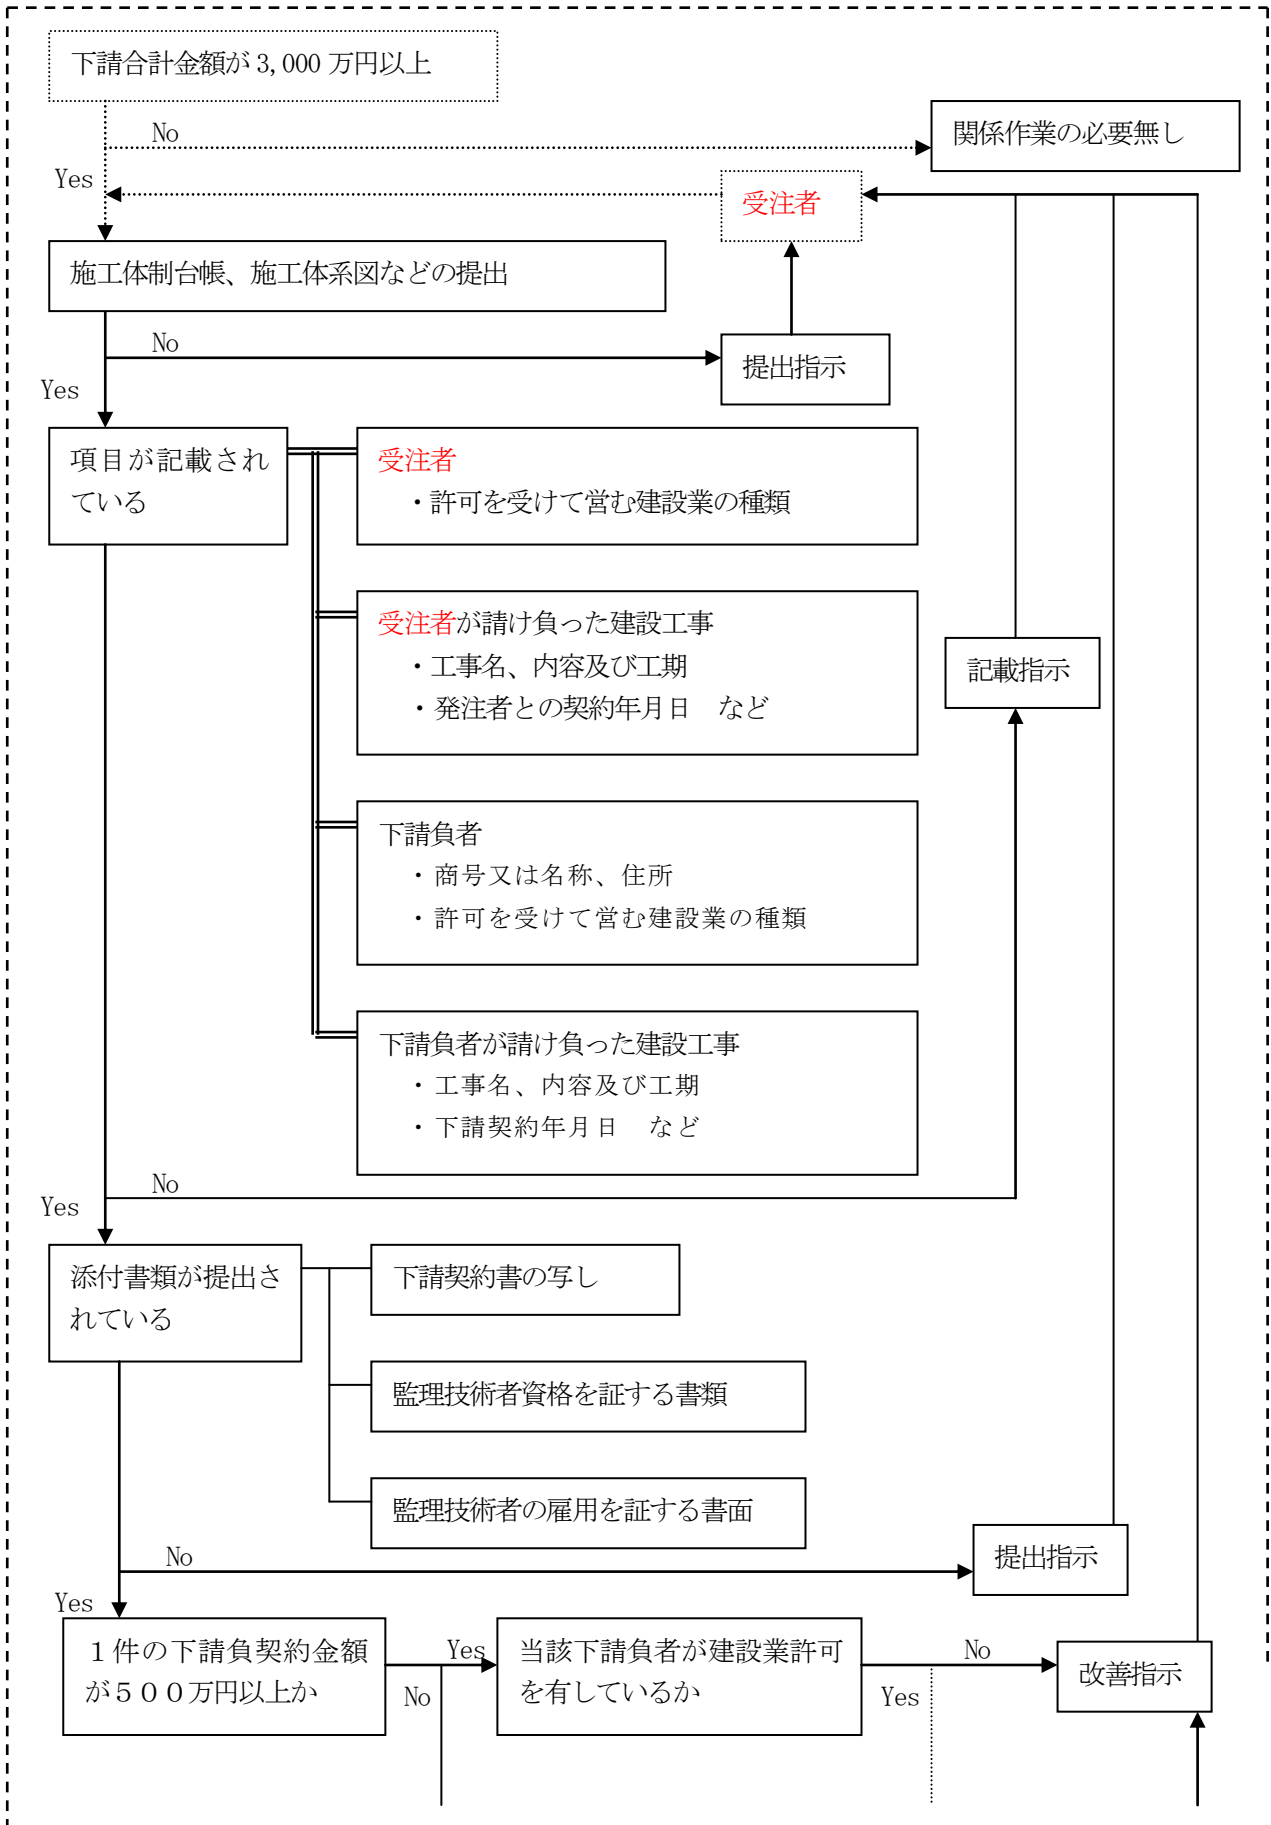 下請合計金額が 3,000 万円以上
No
関係作業の必要無し
Yes
受注者
施工体制台帳、施工体系図などの提出
No
提出指示
Yes
項目が記載され
ている
受注者
・許可を受けて営む建設業の種類
受注者が請け負った建設工事
・工事名、内容及び工期
・発注者との契約年月日　など
記載指示
下請負者
・商号又は名称、住所
・許可を受けて営む建設業の種類
下請負者が請け負った建設工事
・工事名、内容及び工期
・下請契約年月日　など
No
Yes
添付書類が提出さ
れている
下請契約書の写し
監理技術者資格を証する書類
監理技術者の雇用を証する書面
No
提出指示
Yes
１件の下請負契約金額
が５００万円以上か
Yes
No
当該下請負者が建設業許可
を有しているか
No
Yes
改善指示